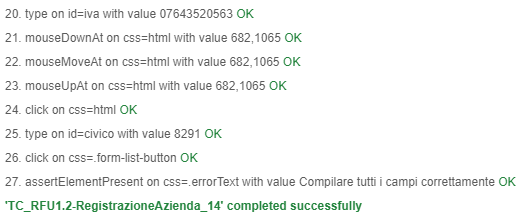 20. type on id=iva with value 07643520563 OK
21. mouseDownAt on css=html with value 682,1065 OK
22. mouseMoveAt on css=html with value 682,1065 OK
23. mouseUpAt on css=html with value 682,1065 OK
24. click on css=html OK
25. type on id=civico with value 8291 OK
26. click on css=.form-list-button OK
27. assertElementPresent on css=.errorText with value Compilare tutti i campi correttamente OK
'TC_RFU1.2-RegistrazioneAzienda_14' completed successfully